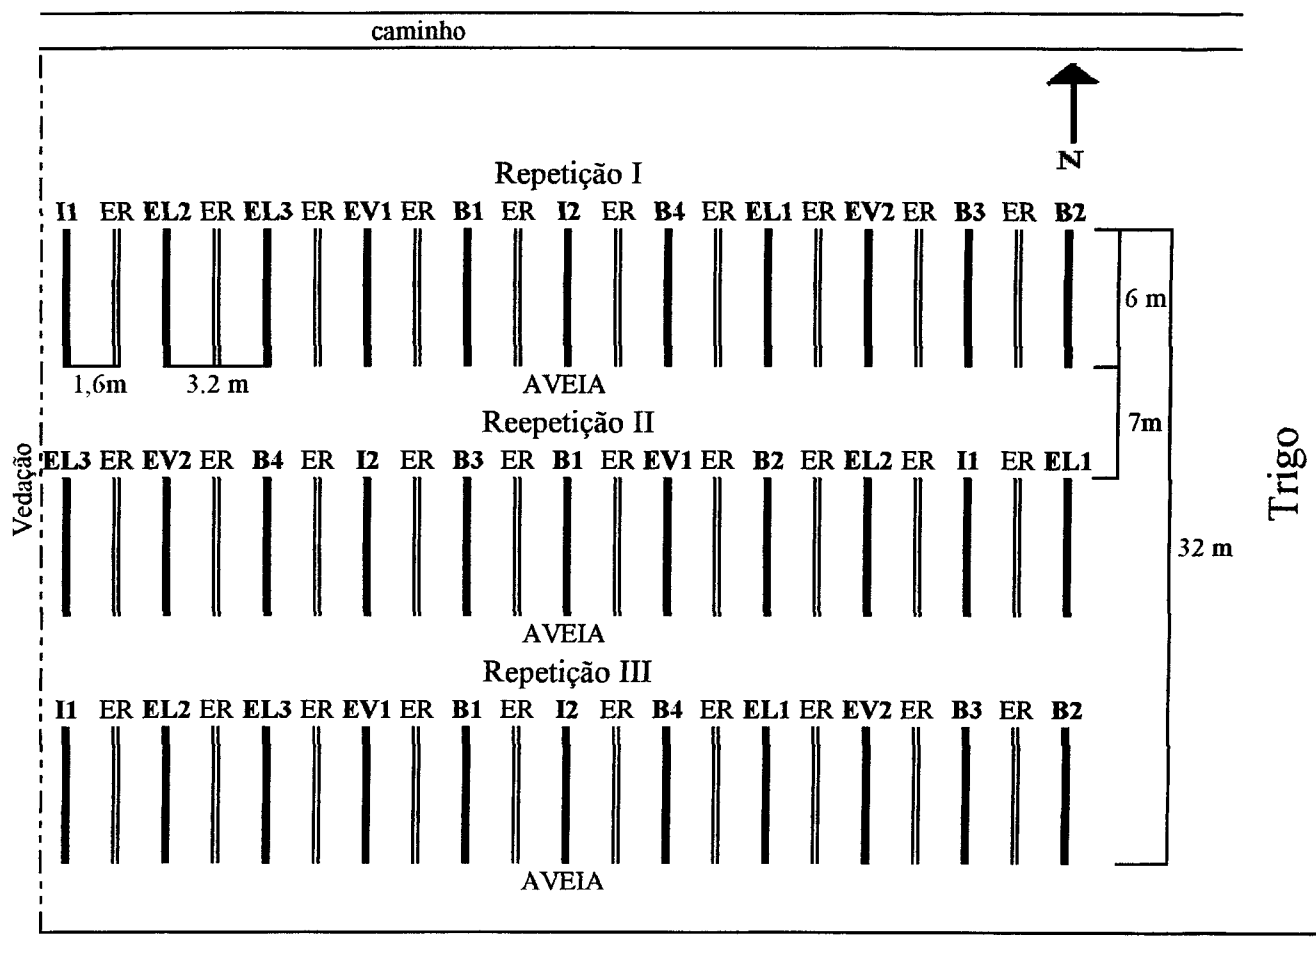 caminho
N
Repetição I
I1 ER EL2 ER EL3 ER EV1 ER B1 ER I2 ER B4 ER EL1 ER EV2 ER B3 ER B2
6 m
1,6m 3.2 m AVEIA
7m
Reepetição II
EL3 ER EV2 ER B4 ER I2 ER B3 ER B1 ER EV1 ER B2 ER EL2 ER I1 ER EL1
Vedação
Trigo
32 m
AVEIA
Repetição III
I1 ER EL2 ER EL3 ER EV1 ER B1 ER I2 ER B4 ER EL1 ER EV2 ER B3 ER B2
AVEIA